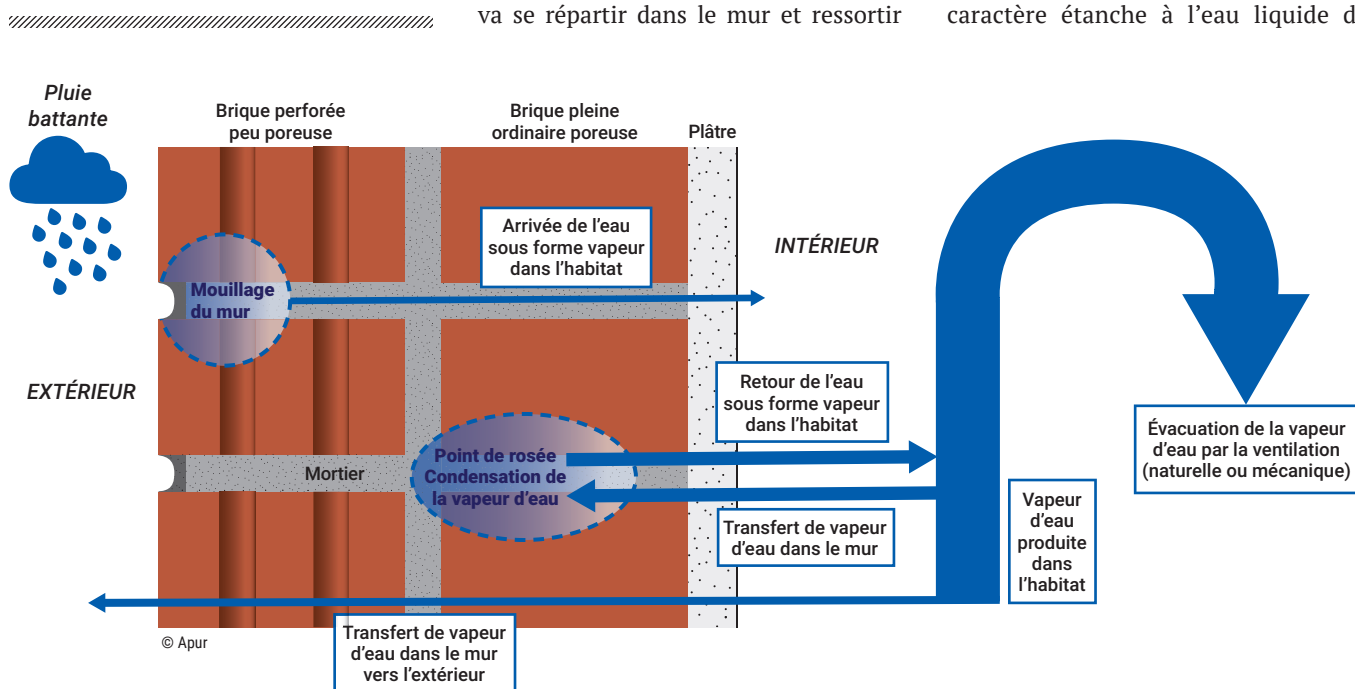 va se répartir dans le mur et ressortir
caractère étanche à l'eau liquide d
Pluie
battante
Brique perforée
peu poreuse
Brique pleine
ordinaire poreuse
Plâtre
Arrivée de l'eau
sous forme vapeur
dans l'habitat
INTÉRIEUR
Mouillage
du mur
EXTÉRIEUR
Retour de l'eau
sous forme vapeur
dans l'habitat
Évacuation de la vapeur
d'eau par la ventilation
(naturelle ou mécanique)
Mortier
Point de rosée
Condensation de
la vapeur d'eau
Transfert de vapeur
d'eau dans le mur
Vapeur
d'eau
produite
dans
l'habitat
© Apur
Transfert de vapeur
d'eau dans le mur
vers l'extérieur